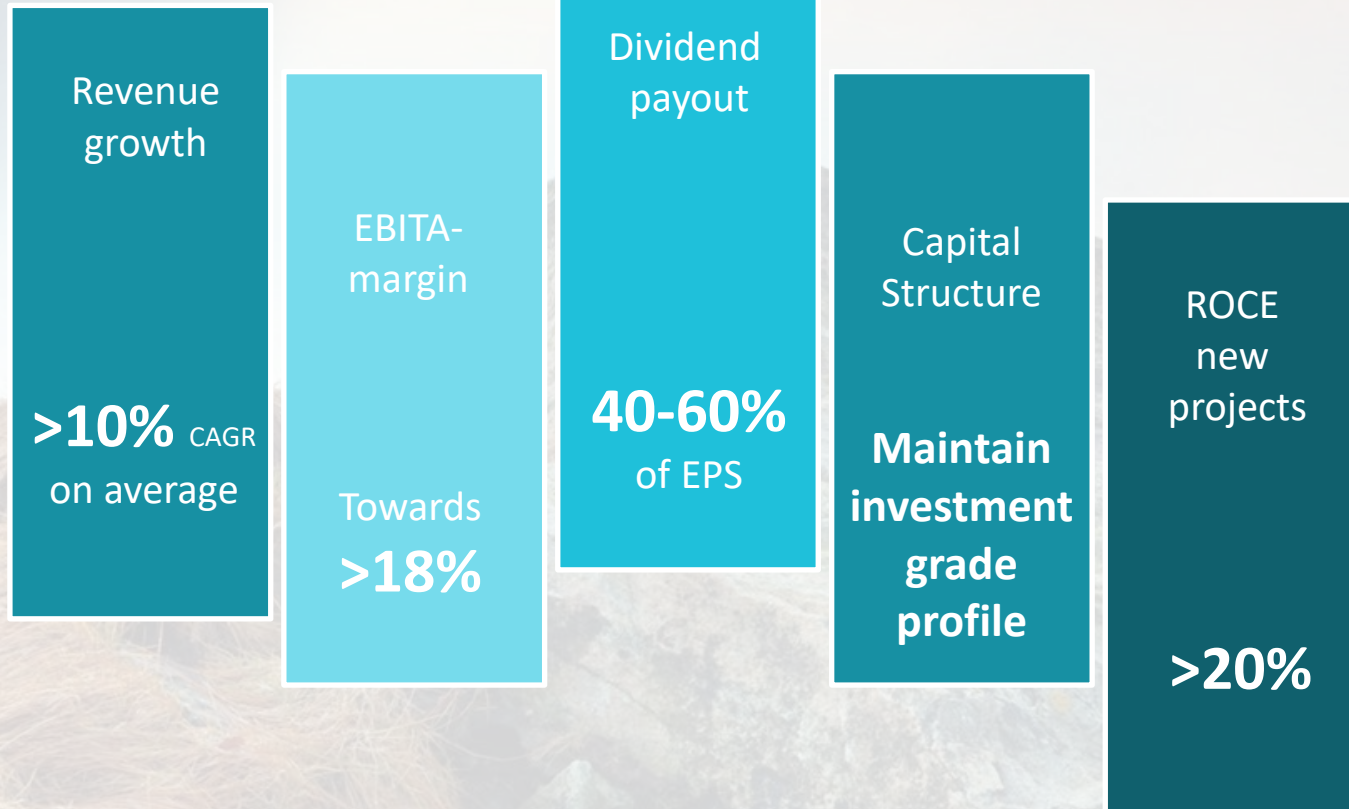 Revenue
growth
>10% CAGR
on average
EBITA-
margin
Towards
>18%
Dividend
payout
40-60%
of EPS
Capital
Structure
Maintain
investment
grade
profile
ROCE
new
projects
>20%